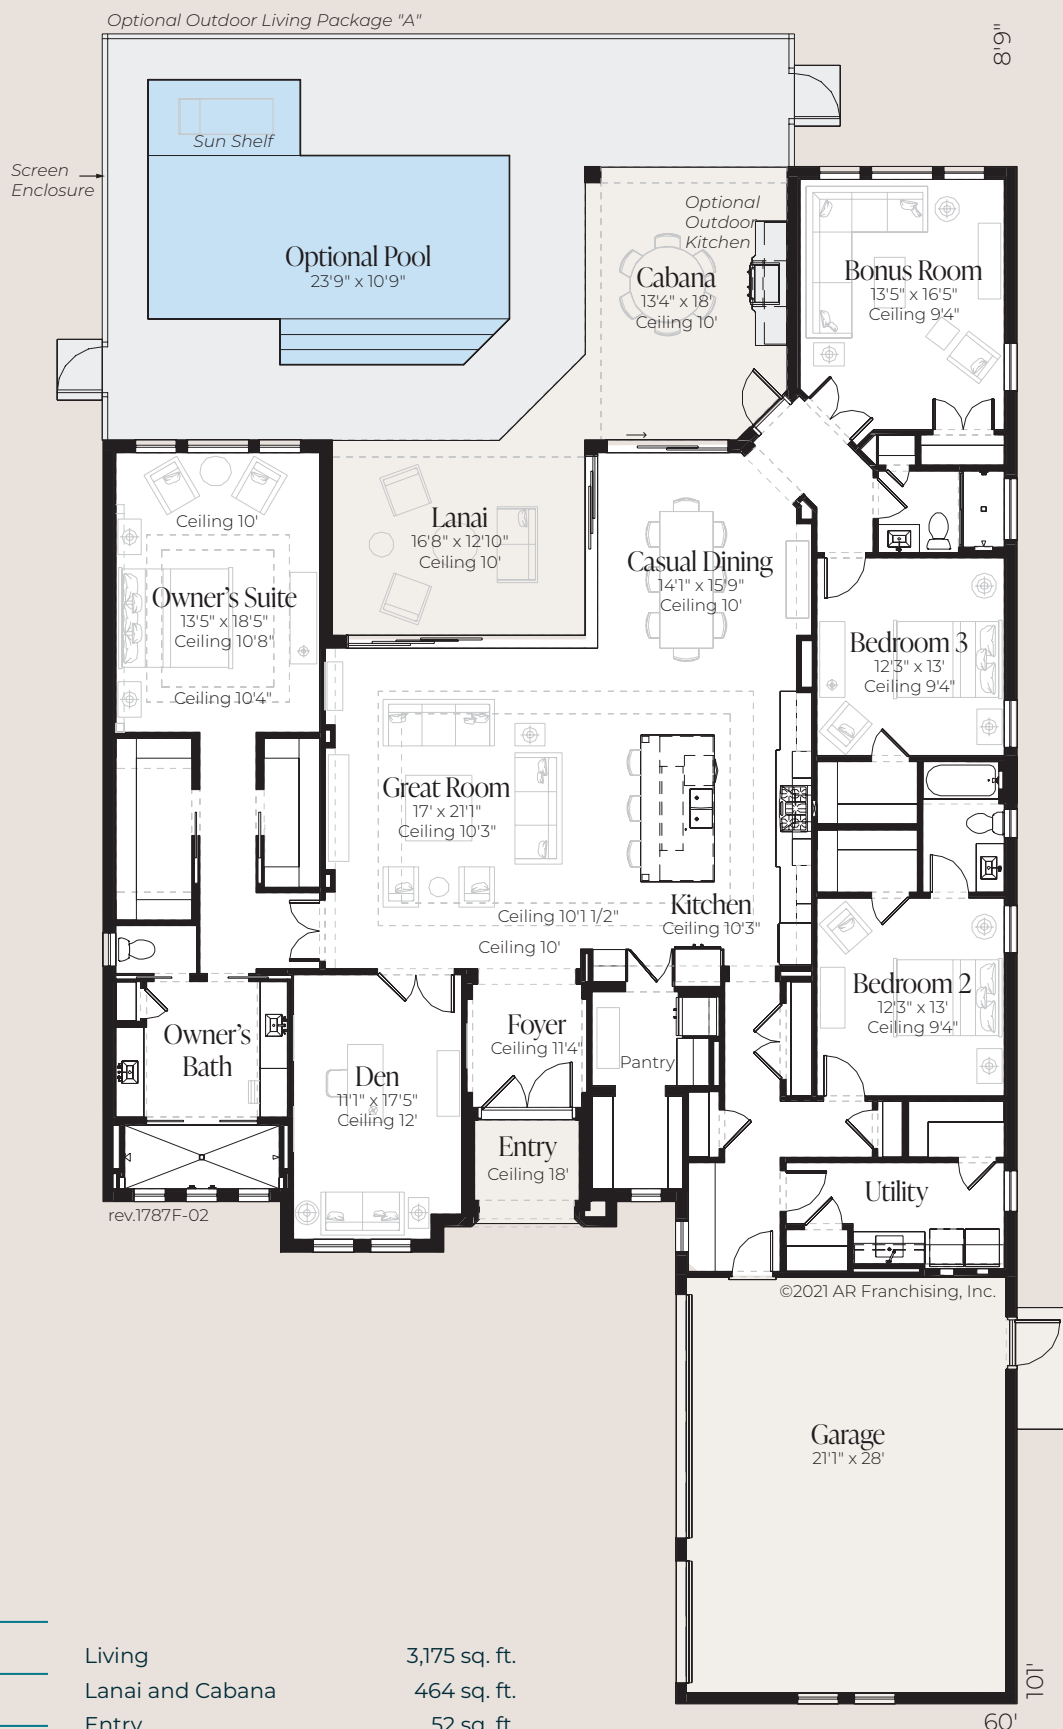 Optional Outdoor Living Package "A"
8'9"
Sun Shelf
Screen
Enclosure
Optional Pool
23'9" x 10'9"
Optional
Outdoor
Kitchen
Cabana
13'4" x 18'
Ceiling 10'
Bonus Room
13'5" x 16'5"
Ceiling 9'4"
Ceiling 10'
Owner's Suite
13'5" x 18'5"
Ceiling 10'8"
Ceiling 10'4"
Lanai
16'8" x 12'10"
Ceiling 10'
Casual Dining
14'1" x 15'9"
Ceiling 10'
Bedroom 3
12'3" x 13'
Ceiling 9'4"
Great Room
17' x 21'1"
Ceiling 10'3"
Ceiling 10'1 1/2"
Ceiling 10'
Kitchen
Ceiling 10'3"
Bedroom 2
12'3" x 13'
Ceiling 9'4"
Owner's
Bath
Den
11'1" x 17'5"
Ceiling 12'
Foyer
Ceiling 11'4"
Pantry
Entry
Ceiling 18'
Utility
rev.1787F-02
©2021 AR Franchising, Inc.
Garage
21'1" x 28'
Living 3,175 sq. ft.
Lanai and Cabana 464 sq. ft.
Entry 52 sq. ft.
101'
60'